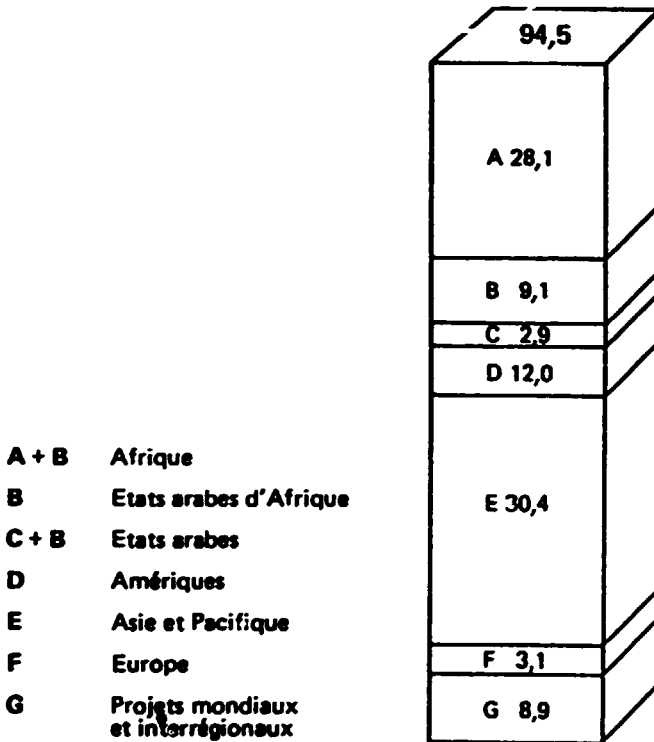 94,5
A 28,1
B 9,1
C 2,9
D 12,0
E 30,4
F 3,1
G 8,9
A + B Afrique
B Etats arabes d'Afrique
C + B Etats arabes
D Amériques
E Asie et Pacifique
F Europe
G Projets mondiaux
et interrégionaux